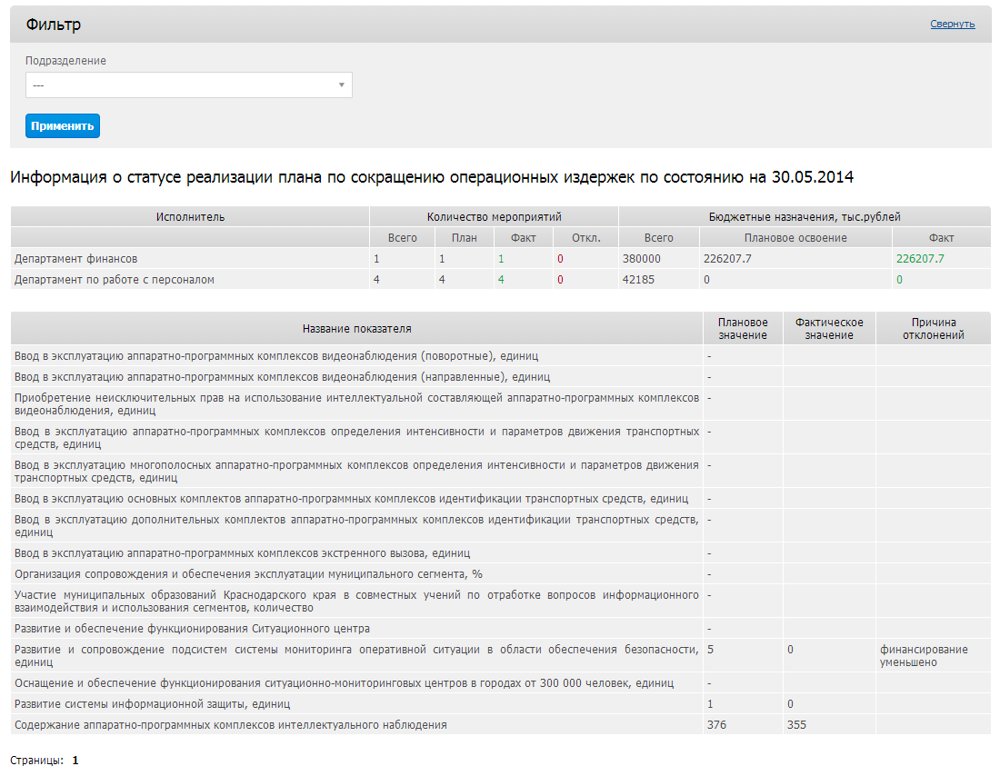 Фильтр
Свернуть
Подразделение
---
Применить
Информация о статусе реализации плана по сокращению операционных издержек по состоянию на 30.05.2014
Исполнитель Количество мероприятий Бюджетные назначения, тыс.рублей
Всего План Факт Откл. Всего Плановое освоение Факт
Департамент финансов 1 1 1 0 380000 226207.7 226207.7
Департамент по работе с персоналом 4 4 4 0 42185 0 0
Название показателя Плановое значение Фактическое значение Причина отклонений
Ввод в эксплуатацию аппаратно-программных комплексов видеонаблюдения (поворотные), единиц -
Ввод в эксплуатацию аппаратно-программных комплексов видеонаблюдения (направленные), единиц -
Приобретение неисключительных прав на использование интеллектуальной составляющей аппаратно-программных комплексов -
видеонаблюдения, единиц
Ввод в эксплуатацию аппаратно-программных комплексов определения интенсивности и параметров движения транспортных -
средств, единиц
Ввод в эксплуатацию многополосных аппаратно-программных комплексов определения интенсивности и параметров движения -
транспортных средств, единиц
Ввод в эксплуатацию основных комплектов аппаратно-программных комплексов идентификации транспортных средств, единиц -
Ввод в эксплуатацию дополнительных комплектов аппаратно-программных комплексов идентификации транспортных средств, -
единиц
Ввод в эксплуатацию аппаратно-программных комплексов экстренного вызова, единиц -
Организация сопровождения и обеспечения эксплуатации муниципального сегмента, % -
Участие муниципальных образований Краснодарского края в совместных учений по отработке вопросов информационного -
взаимодействия и использования сегментов, количество
Развитие и обеспечение функционирования Ситуационного центра -
Развитие и сопровождение подсистем системы мониторинга оперативной ситуации в области обеспечения безопасности, 5 0 финансирование
единиц уменьшено
Оснащение и обеспечение функционирования ситуационно-мониторинговых центров в городах от 300 000 человек, единиц -
Развитие системы информационной защиты, единиц 1 0
Содержание аппаратно-программных комплексов интеллектуального наблюдения 376 355
Страницы: 1